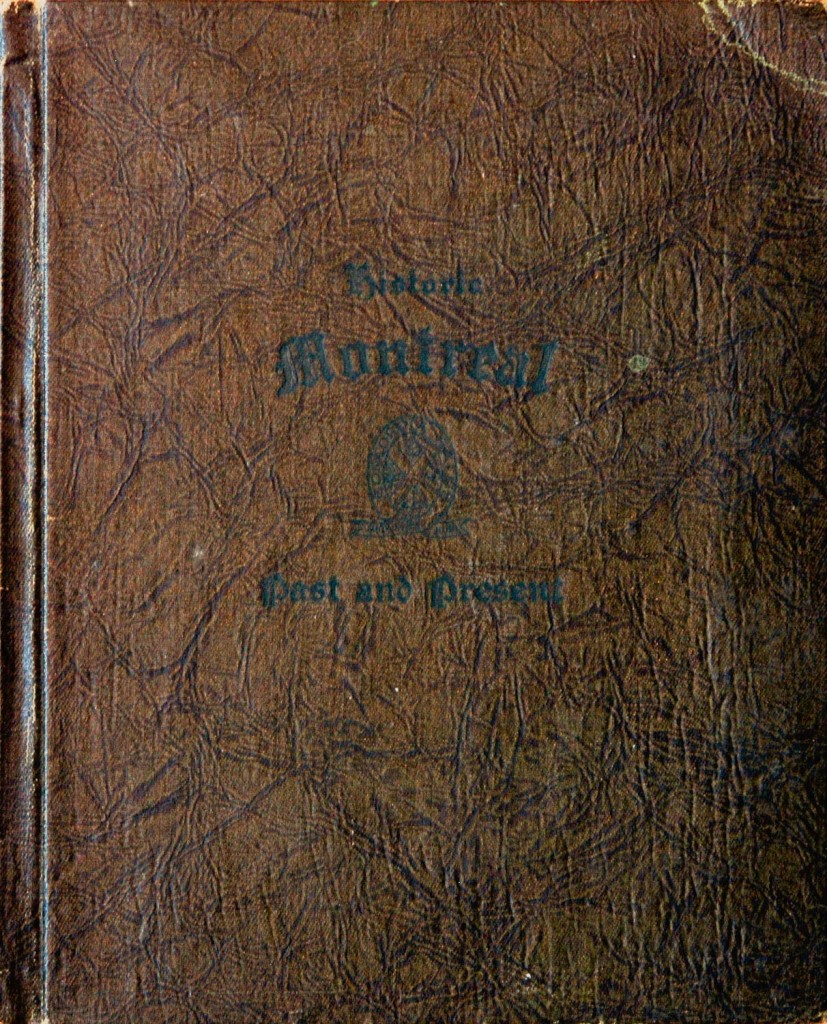 Historic
Montreal
Past and Present